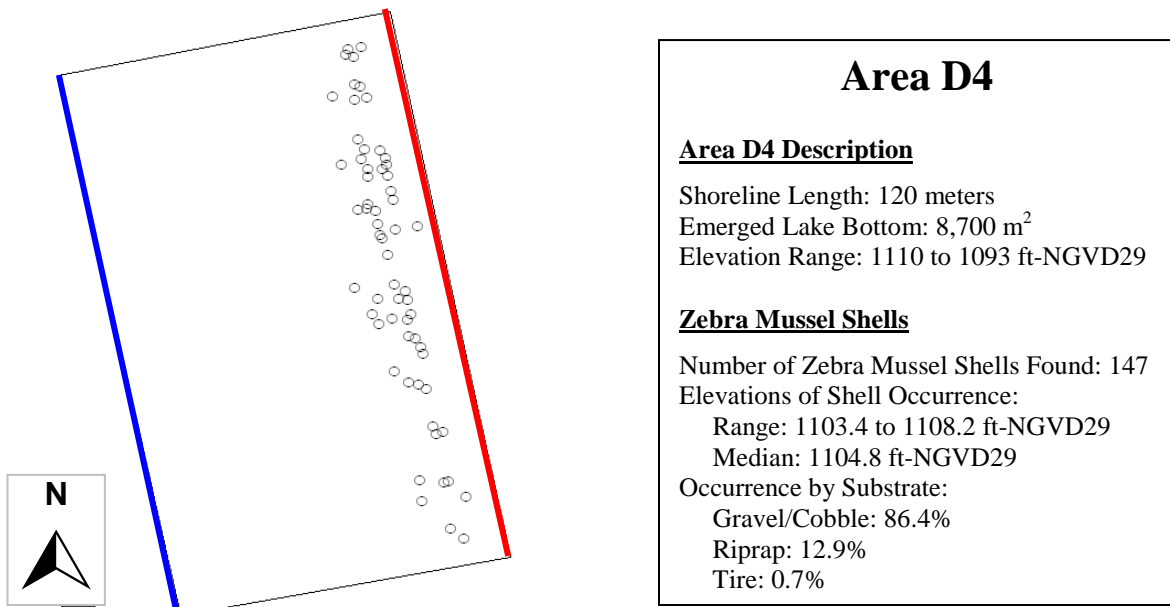 Area D4
Area D4 Description
Shoreline Length: 120 meters
Emerged Lake Bottom: 8,700 m2
Elevation Range: 1110 to 1093 ft-NGVD29
Zebra Mussel Shells
Number of Zebra Mussel Shells Found: 147
Elevations of Shell Occurrence:
Range: 1103.4 to 1108.2 ft-NGVD29
Median: 1104.8 ft-NGVD29
Occurrence by Substrate:
Gravel/Cobble: 86.4%
Riprap: 12.9%
Tire: 0.7%
N